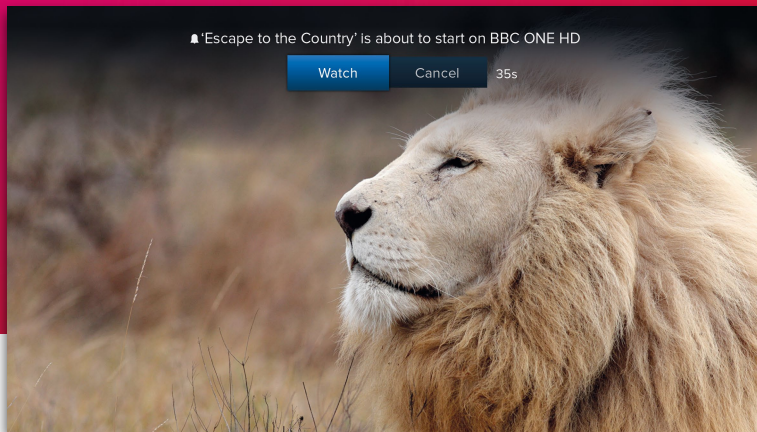 ‘Escape to the Country’ is about to start on BBC ONE HD
Watch Cancel 35s